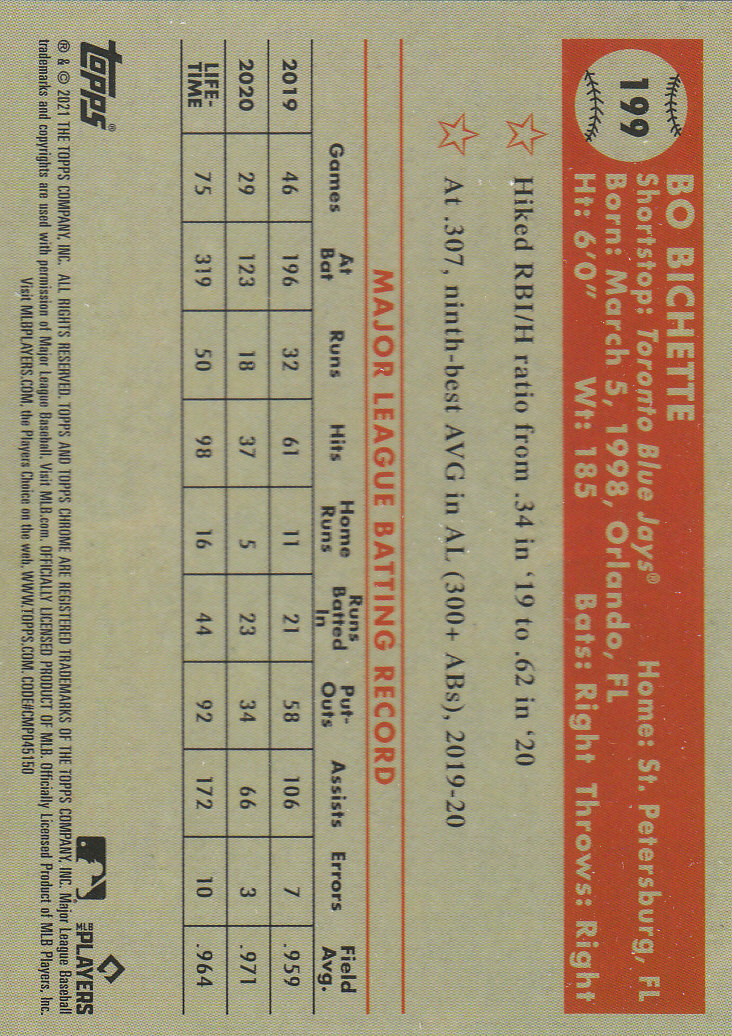 199
BO BICHETTE
Shortstop: Toronto Blue Jays® Home: St. Petersburg, FL
Born: March 5, 1998, Orlando, FL
Ht: 6'0" Wt: 185 Bats: Right Throws: Right
Hiked RBI/H ratio from .34 in ‘19 to .62 in ‘20
At .307, ninth-best AVG in AL (300+ ABs), 2019-20
MAJOR LEAGUE BATTING RECORD
Games At Bat Runs Hits Home Runs Runs Batted In Put-Outs Assists Errors Field Avg.
2019 46 196 32 61 11 21 58 106 7 .959
2020 29 123 18 37 5 23 34 66 3 .971
LIFE-TIME 75 319 50 98 16 44 92 172 10 .964
topps®
MLB PLAYERS
® & © 2021 THE TOPPS COMPANY, INC. ALL RIGHTS RESERVED. TOPPS AND TOPPS CHROME ARE REGISTERED TRADEMARKS OF THE TOPPS COMPANY, INC. Major League Baseball
trademarks and copyrights are used with permission of Major League Baseball. Visit MLB.com. OFFICIALLY LICENSED PRODUCT OF MLB. Officially Licensed Product of MLB Players, Inc.
Visit MLBPLAYERS.COM, the Players Choice on the web. WWW.TOPPS.COM. CODE#CMP045150